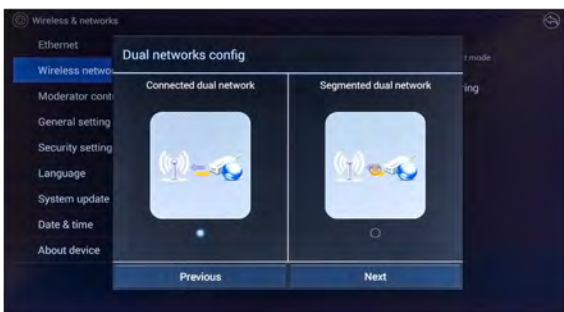 Wireless & networks
Ethernet
Wireless netwo
Moderator cont
General setting
Security setting
Language
System update
Date & time
About device
Dual networks config
Connected dual network
Segmented dual network
Previous
Next
t mode
ring